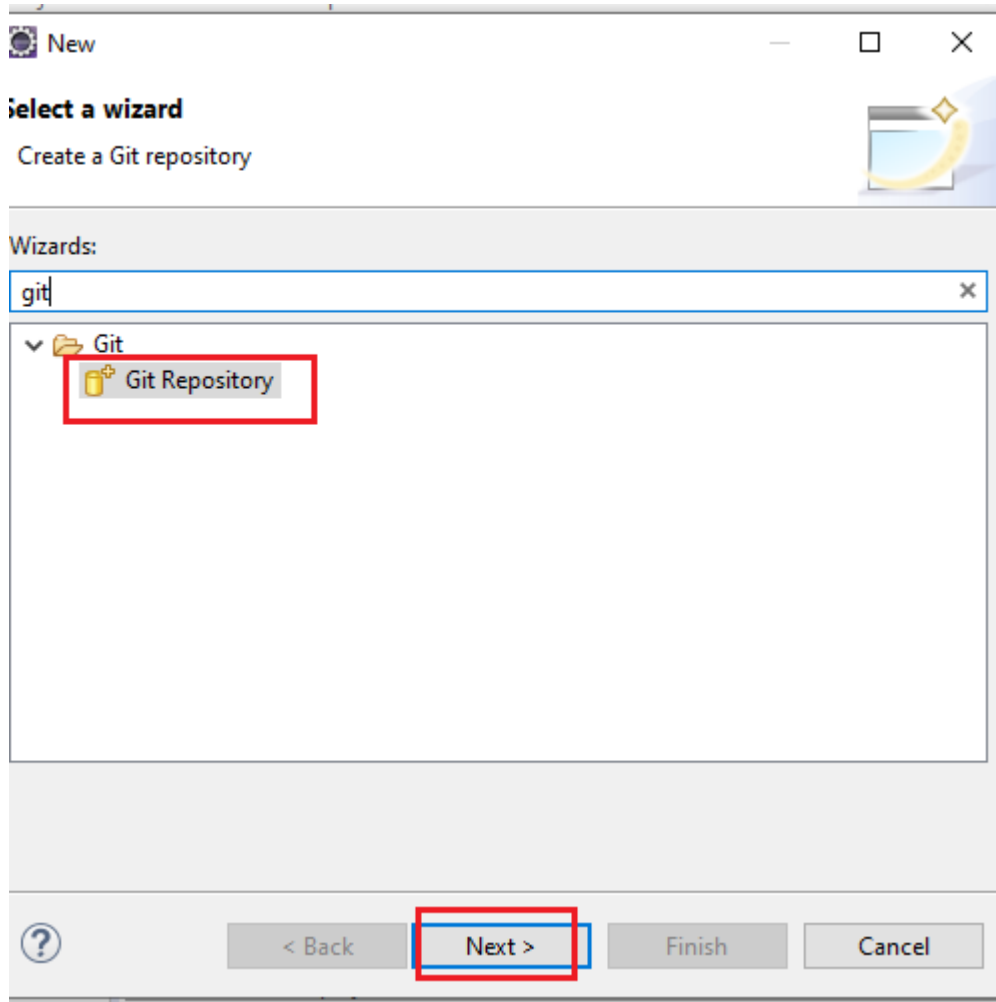 New
Select a wizard
Create a Git repository
Wizards:
git
Git
Git Repository
< Back
Next >
Finish
Cancel